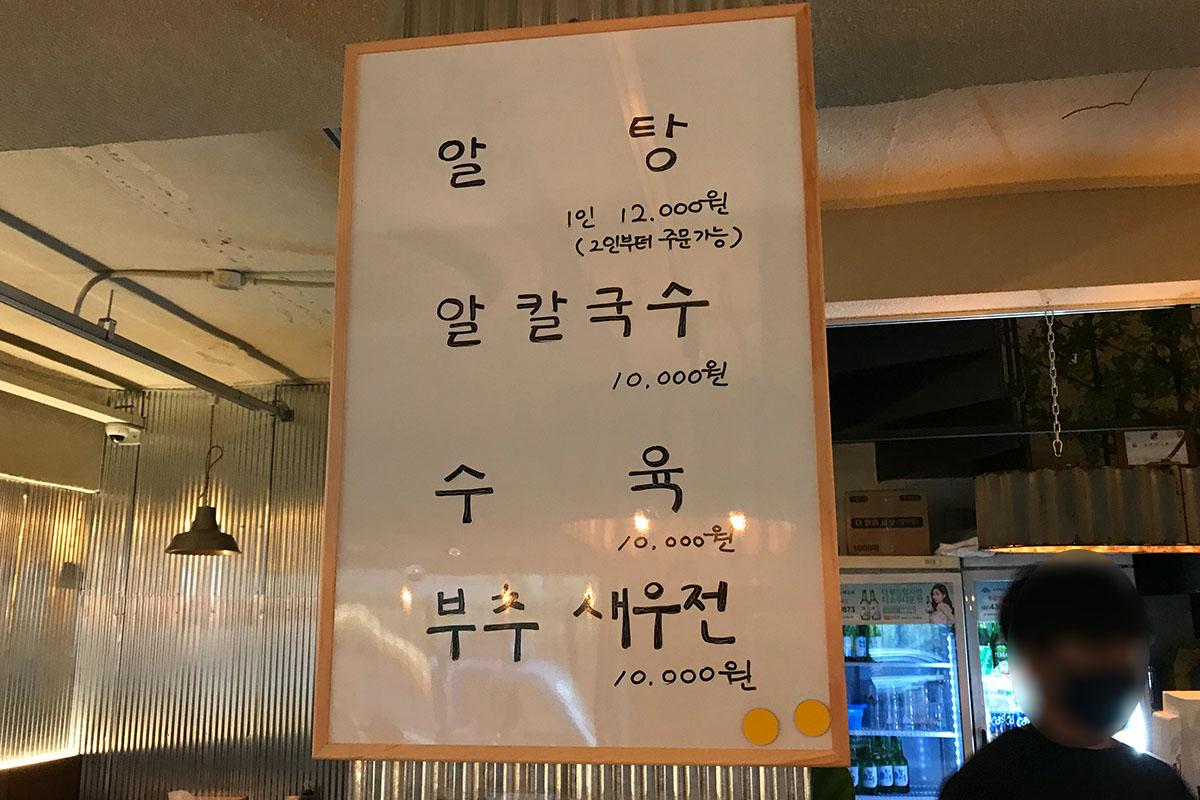 알 탕
1인 12.000원
(2인부터 주문가능)
알 칼국수
10.000원
수 육
10.000원
부추 새우전
10.000원